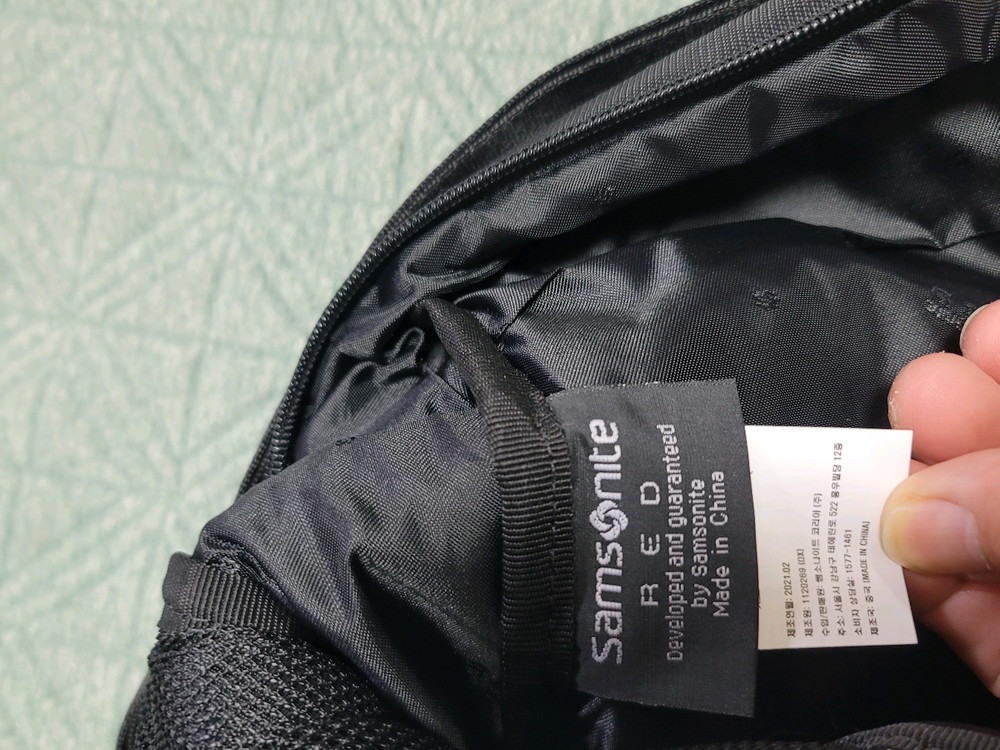 Samsonite
RED
Developed and guaranteed
by Samsonite
Made in China
제조연월: 2021.02
제조원: 1120269 (DX)
수입/판매원: 쌤소나이트 코리아 (주)
주소: 서울시 강남구 테헤란로 522 홍우빌딩 12층
소비자 상담실: 1577-1461
제조국: 중국 (MADE IN CHINA)